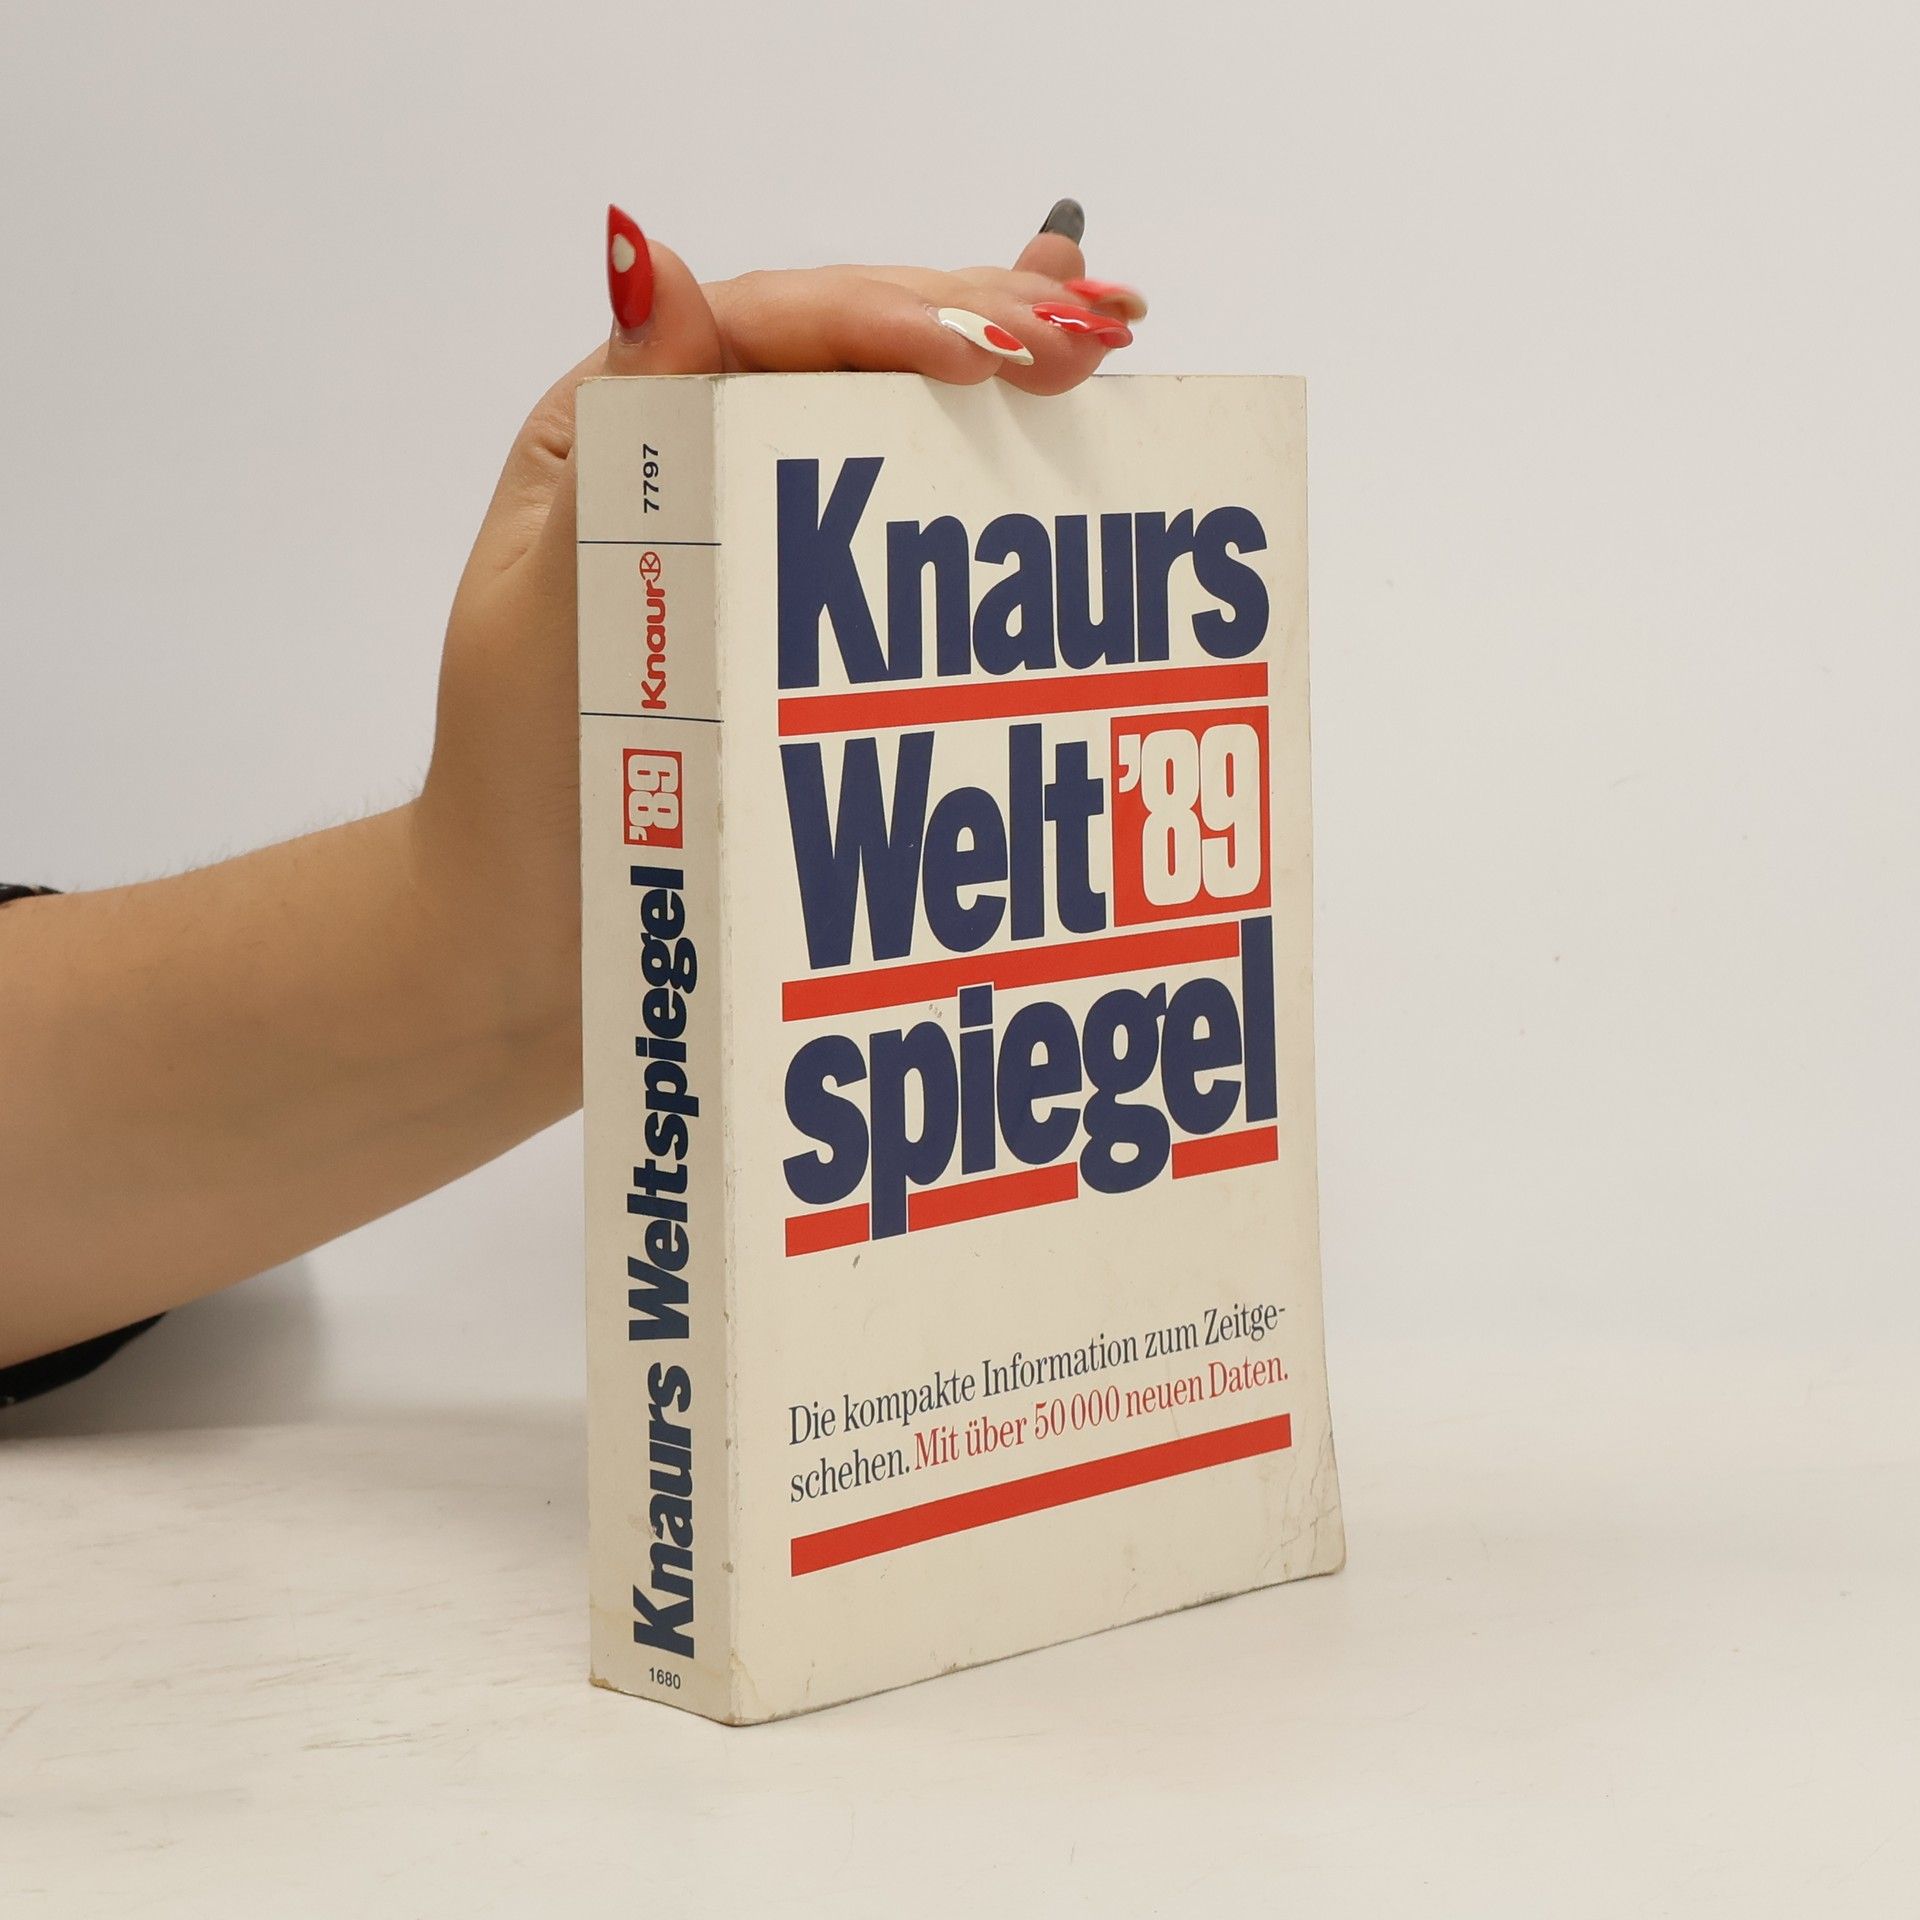 Knaurs
Welt '89
spiegel
Die kompakte Information zum Zeitge-
schehen. Mit über 50 000 neuen Daten.
1680
Knaurs Weltspiegel '89
Knaur
7797